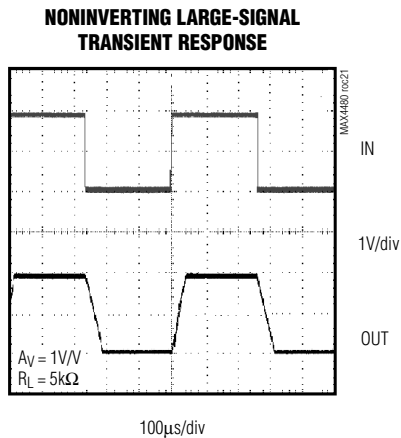 NONINVERTING LARGE-SIGNAL
TRANSIENT RESPONSE
MAX4480 toc21
IN
1V/div
OUT
AV = 1V/V
RL = 5kΩ
100µs/div